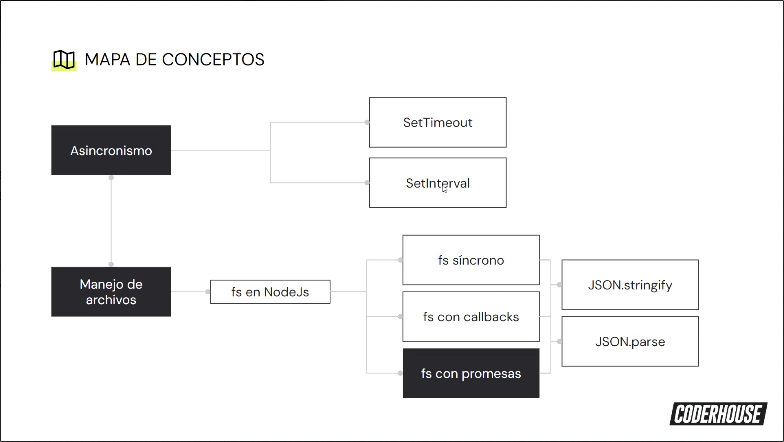 MAPA DE CONCEPTOS
SetTimeout
Asincronismo
SetInterval
fs síncrono
Manejo de
archivos
fs en NodeJs
JSON.stringify
fs con callbacks
JSON.parse
fs con promesas
CODERHOUSE